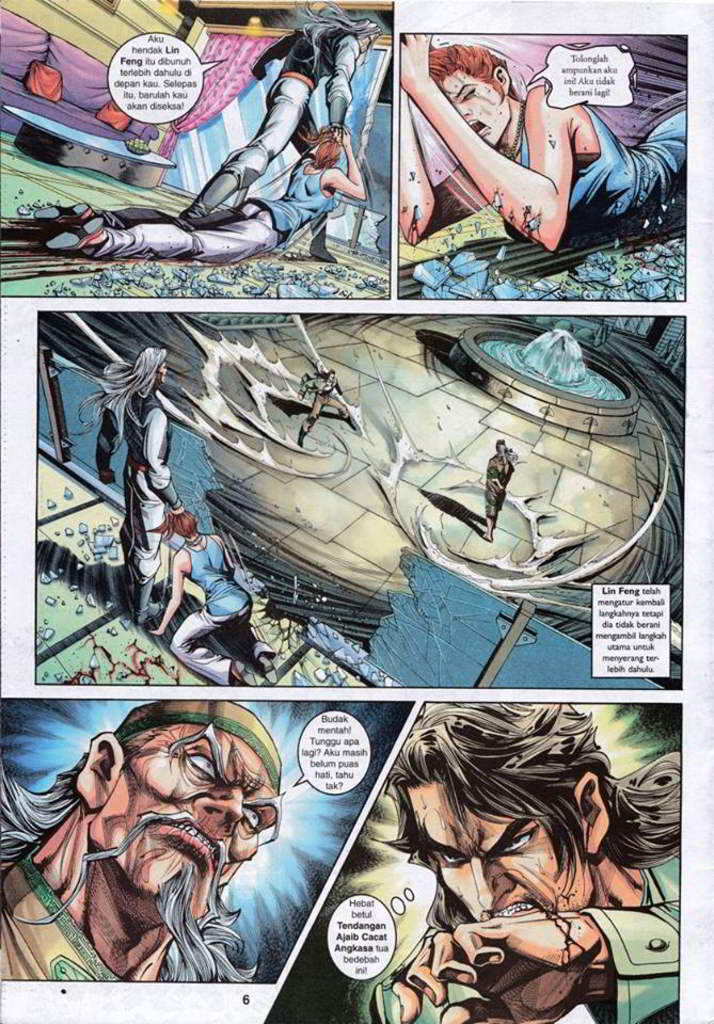 Aku
hendak Lin
Feng itu dibunuh
terlebih dahulu di
depan kau. Selepas
itu, barulah kau
akan diseksa!
Tolonglah
ampunkan aku
ini! Aku tidak
berani lagi!
Lin Feng telah
mengatur kembali
langkahnya tetapi
dia tidak berani
mengambil langkah
utama untuk
menyerang ter-
lebih dahulu.
Budak
mentah!
Tunggu apa
lagi? Aku masih
belum puas
hati, tahu
tak?
Hebat
betul
Tendangan
Ajaib Cacat
Angkasa tua
bedebah
ini!
6